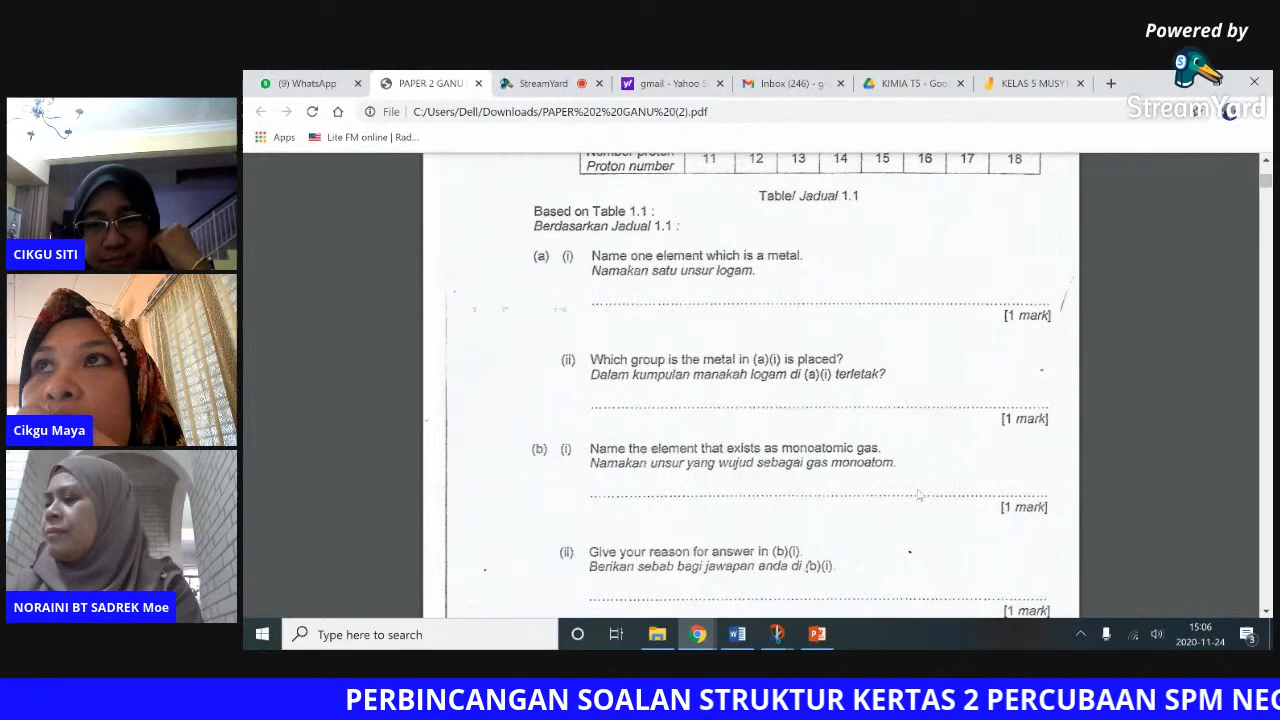 Powered by
StreamYard
(9) WhatsApp
PAPER 2 GANU
StreamYard
gmail - Yahoo S
Inbox (246) - g
KIMIA T5 - Goo
KELAS 5 MUSY
File
C:/Users/Dell/Downloads/PAPER%202%20GANU%20(2).pdf
Apps
Lite FM online | Rad...
Proton number 11 12 13 14 15 16 17 18
Table/ Jadual 1.1
Based on Table 1.1 :
Berdasarkan Jadual 1.1 :
(a) (i) Name one element which is a metal.
Namakan satu unsur logam.
[1 mark]
(ii) Which group is the metal in (a)(i) is placed?
Dalam kumpulan manakah logam di (a)(i) terletak?
[1 mark]
(b) (i) Name the element that exists as monoatomic gas.
Namakan unsur yang wujud sebagai gas monoatom.
[1 mark]
(ii) Give your reason for answer in (b)(i).
Berikan sebab bagi jawapan anda di (b)(i).
[1 mark]
CIKGU SITI
Cikgu Maya
NORAINI BT SADREK Moe
Type here to search
15:06
2020-11-24
3
PERBINCANGAN SOALAN STRUKTUR KERTAS 2 PERCUBAAN SPM NEG